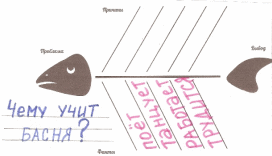 Причины
Проблема
Вывод
Чему учит
БАСНЯ?
ПОЁТ
ТАНЦУЕТ
РАБОТАЕТ
ТРУДИТСЯ
Факты